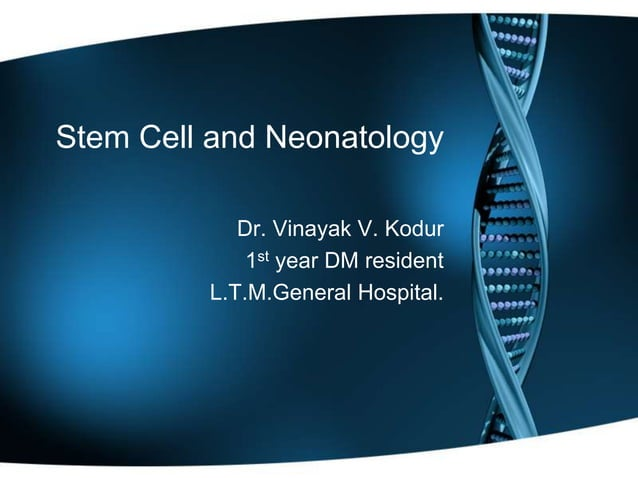 Stem Cell and Neonatology
Dr. Vinayak V. Kodur
1st year DM resident
L.T.M.General Hospital.